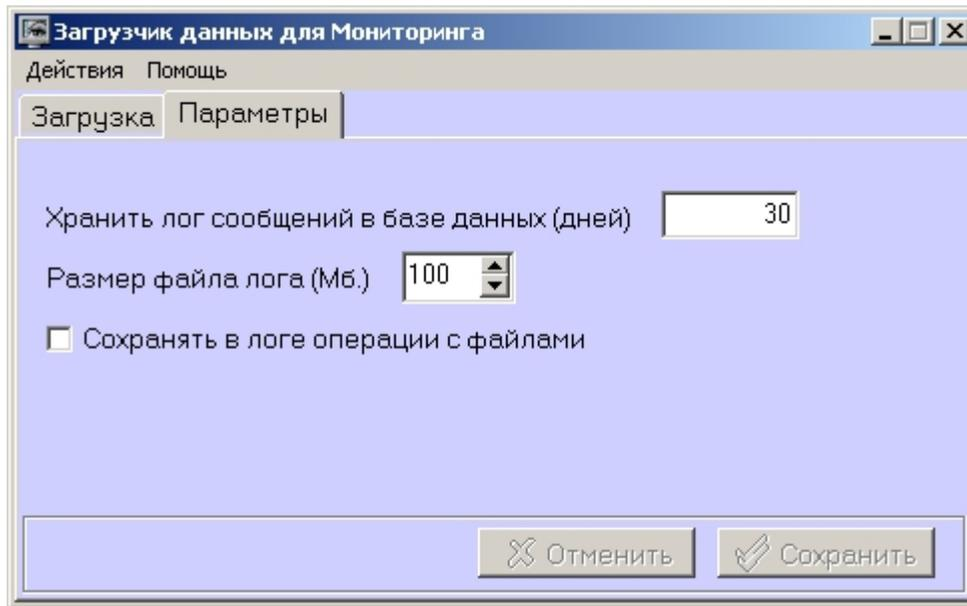 Загрузчик данных для Мониторинга
Действия Помощь
Загрузка Параметры
Хранить лог сообщений в базе данных (дней) 30
Размер файла лога (Мб.) 100
Сохранять в логе операции с файлами
Отменить Сохранить